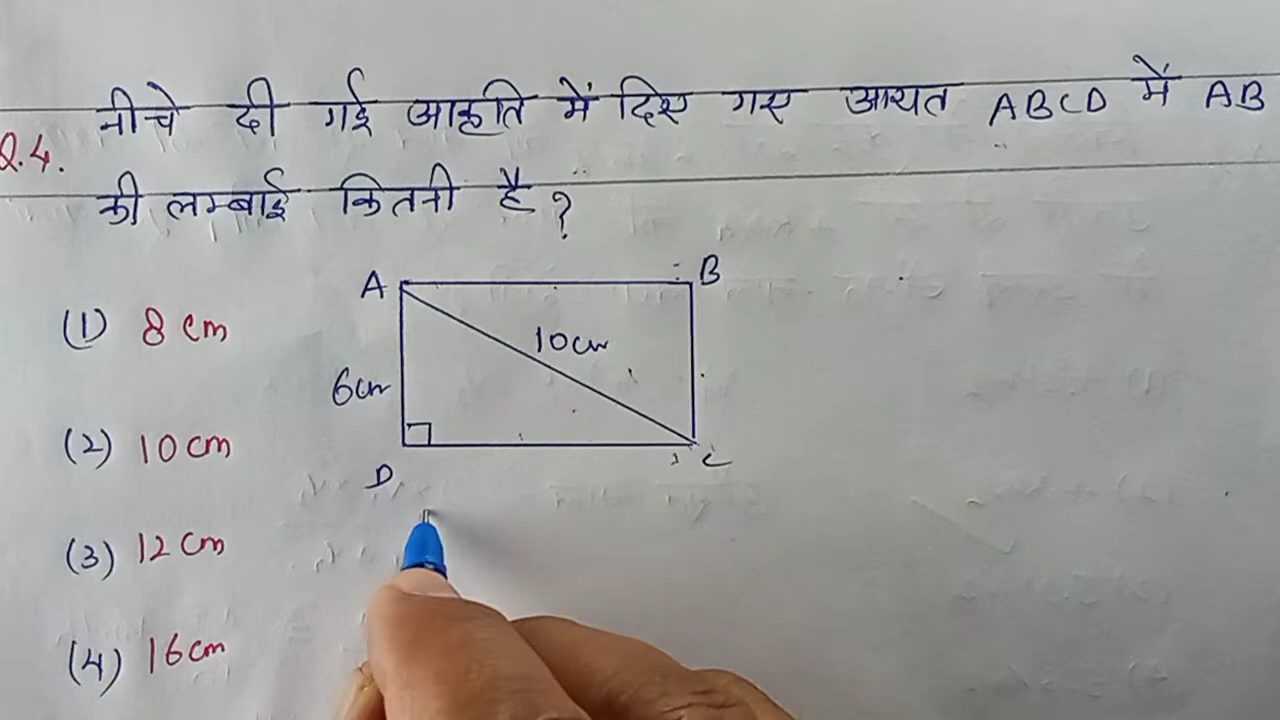 नीचे दी गई आकृति में दिए गए आयत ABCD में AB
Q.4.
की लम्बाई कितनी है ?
A B
(1) 8 cm
10cm
6cm
(2) 10 cm
D C
(3) 12 cm
(4) 16 cm